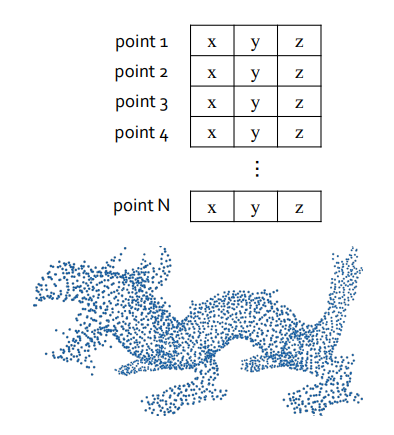 point 1 x y z
point 2 x y z
point 3 x y z
point 4 x y z
⋮
point N x y z